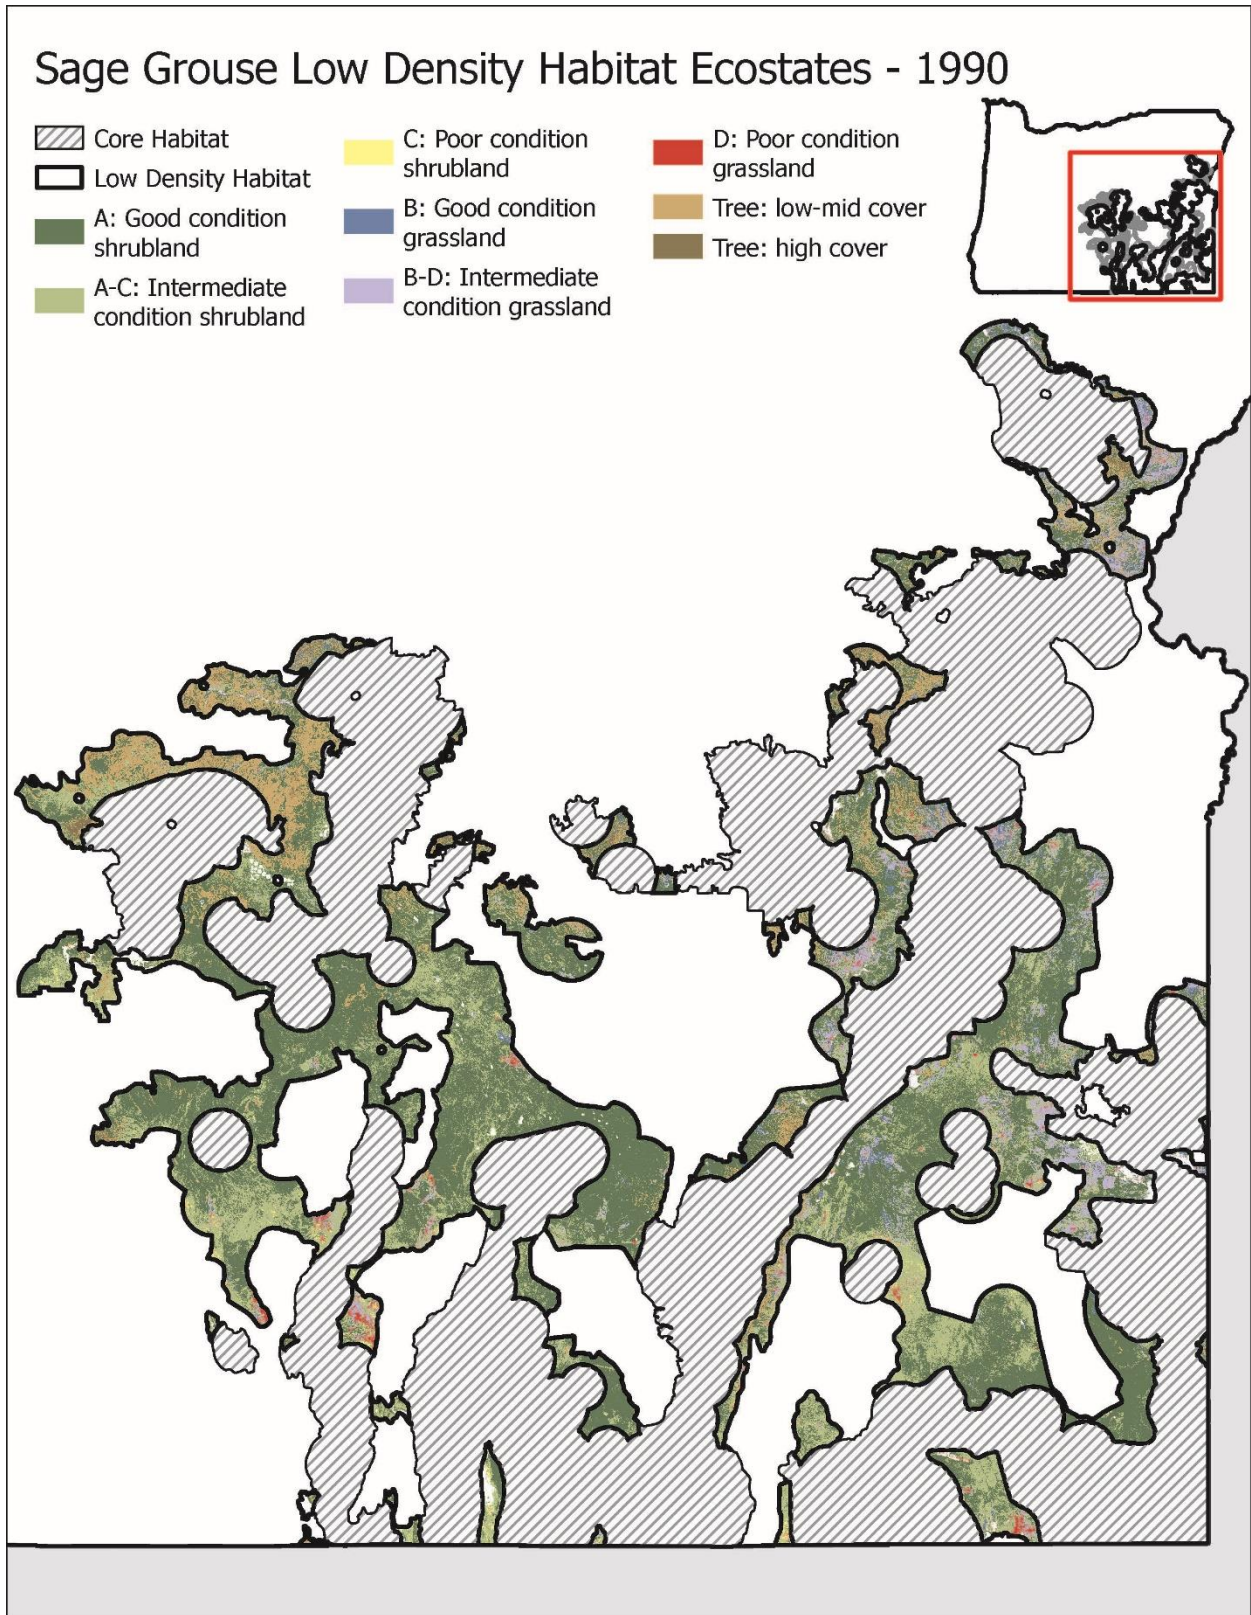 Sage Grouse Low Density Habitat Ecostates - 1990
Core Habitat
Low Density Habitat
A: Good condition
shrubland
A-C: Intermediate
condition shrubland
C: Poor condition
shrubland
B: Good condition
grassland
B-D: Intermediate
condition grassland
D: Poor condition
grassland
Tree: low-mid cover
Tree: high cover